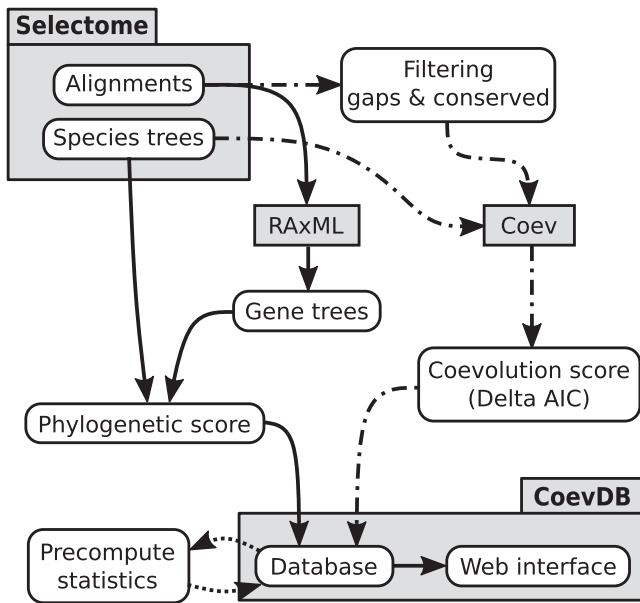 Selectome
Alignments
Filtering
gaps & conserved
Species trees
RAxML
Coev
Gene trees
Coevolution score
(Delta AIC)
Phylogenetic score
CoevDB
Precompute
statistics
Database
Web interface